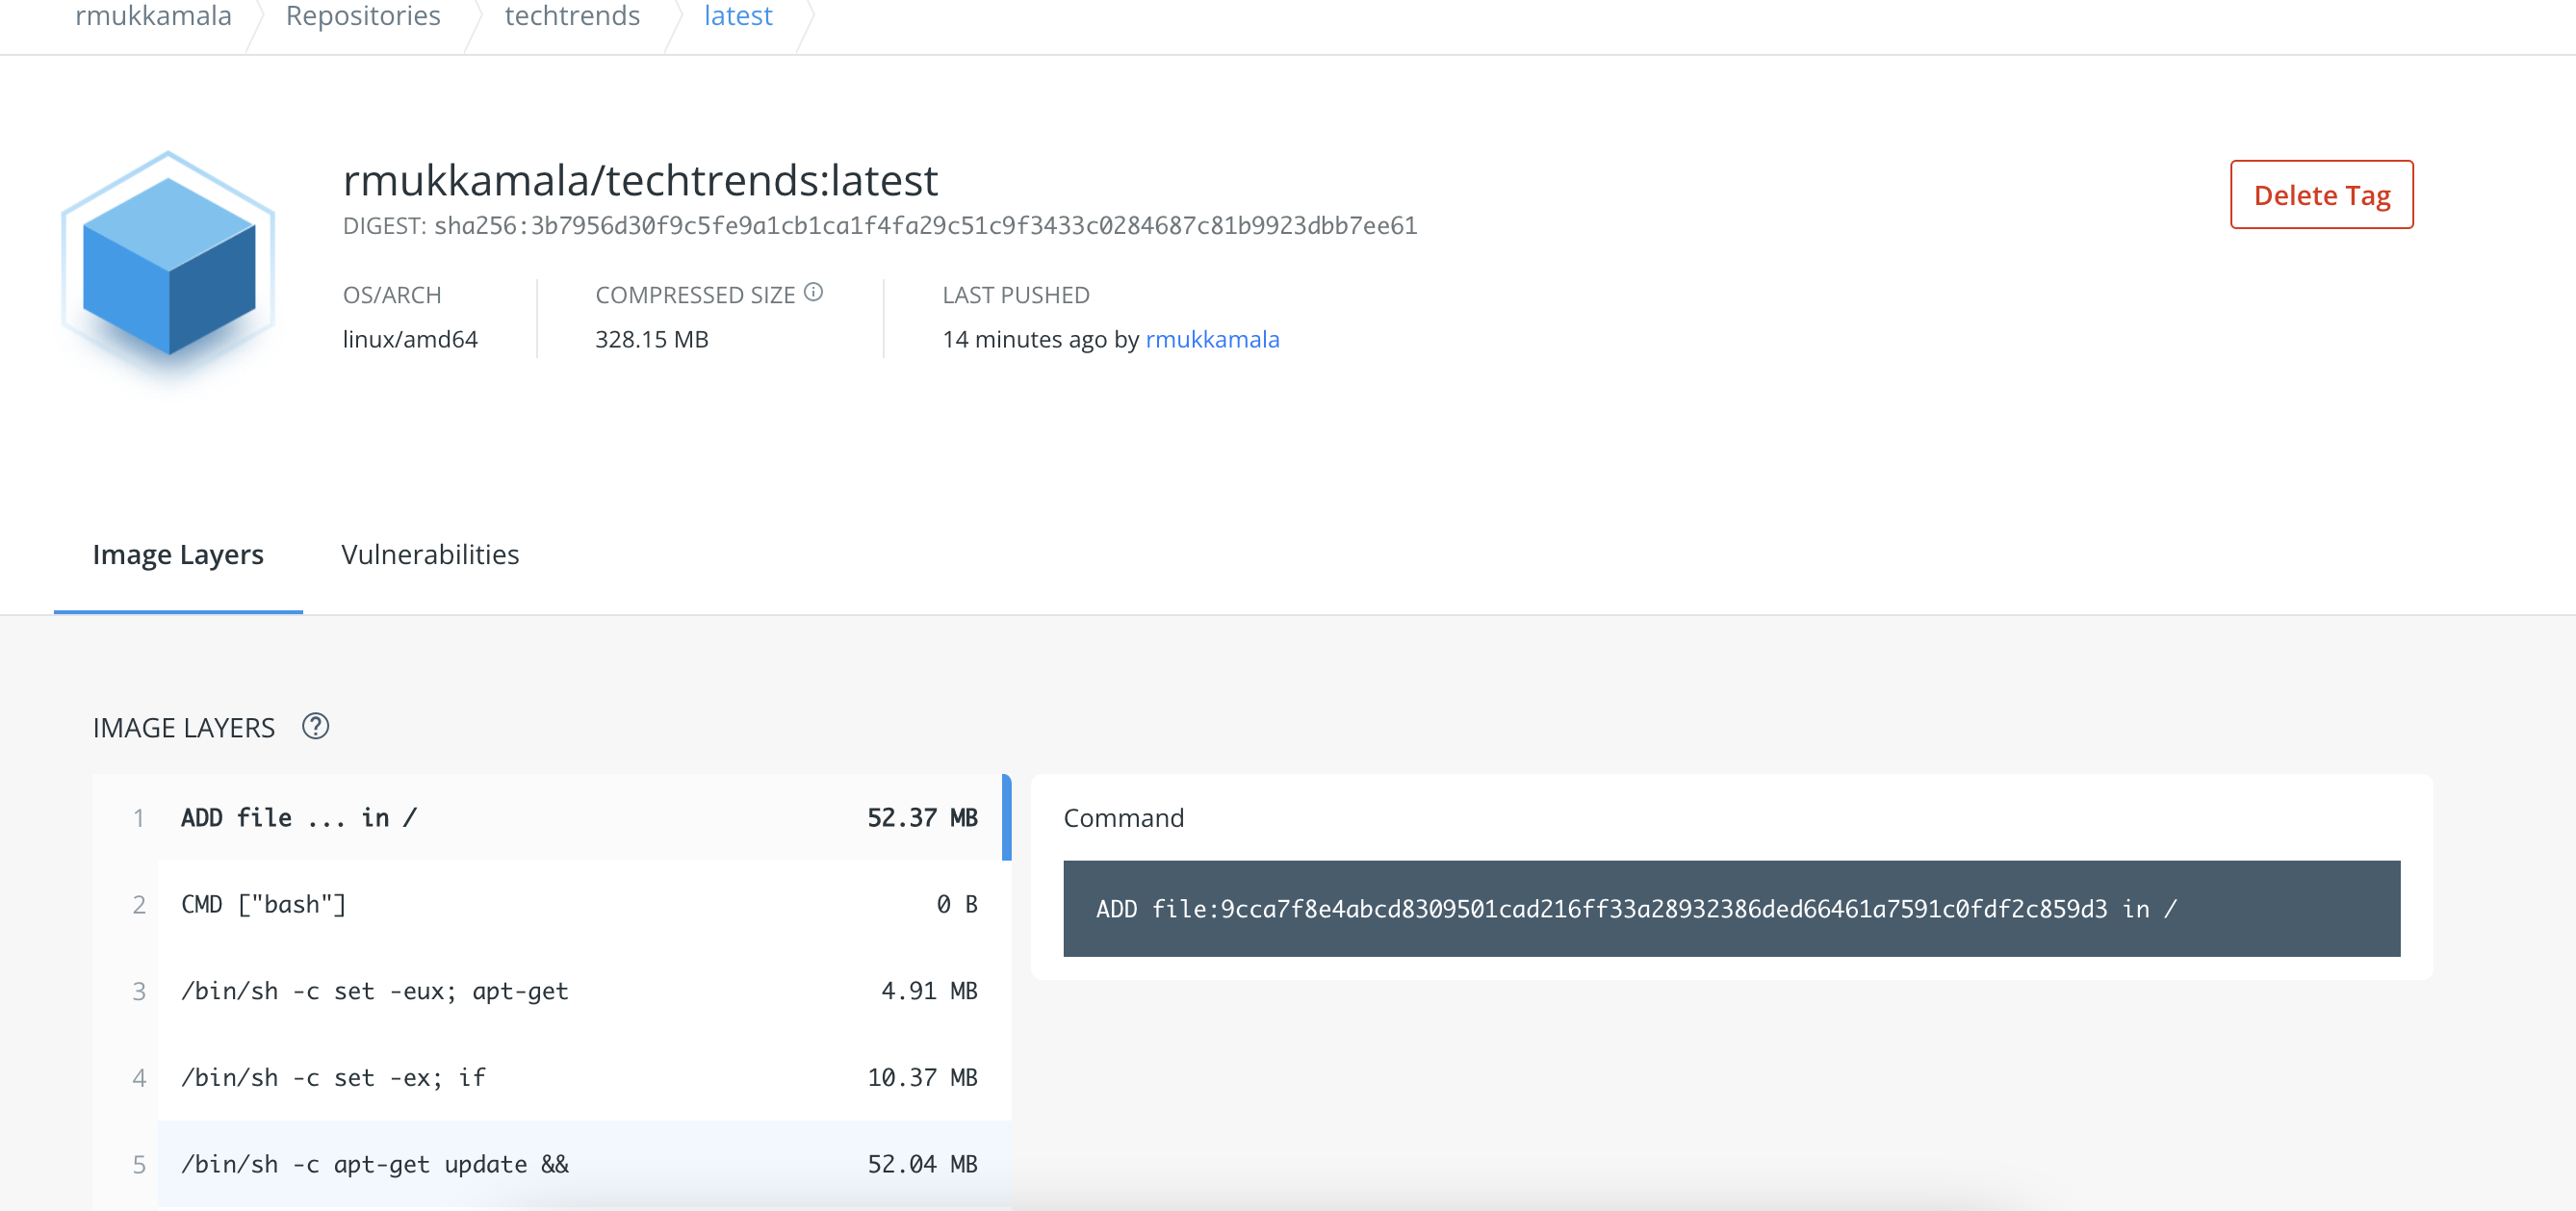 rmukkamala Repositories techtrends latest
rmukkamala/techtrends:latest
Delete Tag
DIGEST: sha256:3b7956d30f9c5fe9a1cb1ca1f4fa29c51c9f3433c0284687c81b9923dbb7ee61
OS/ARCH
linux/amd64
COMPRESSED SIZE
328.15 MB
LAST PUSHED
14 minutes ago by rmukkamala
Image Layers Vulnerabilities
IMAGE LAYERS ?
1 ADD file ... in / 52.37 MB
2 CMD ["bash"] 0 B
3 /bin/sh -c set -eux; apt-get 4.91 MB
4 /bin/sh -c set -ex; if 10.37 MB
5 /bin/sh -c apt-get update && 52.04 MB
Command
ADD file:9cca7f8e4abcd8309501cad216ff33a28932386ded66461a7591c0fdf2c859d3 in /